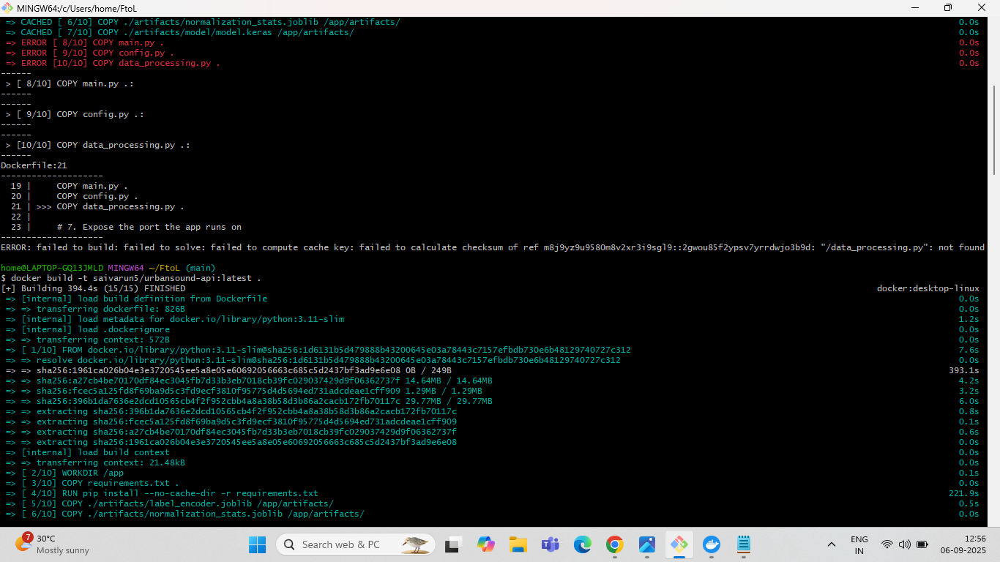 MINGW64:/c/Users/home/FtoL
=> CACHED [ 6/10] COPY ./artifacts/normalization_stats.joblib /app/artifacts/ 0.0s
=> CACHED [ 7/10] COPY ./artifacts/model/model.keras /app/artifacts/ 0.0s
=> ERROR [ 8/10] COPY main.py . 0.0s
=> ERROR [ 9/10] COPY config.py . 0.0s
=> ERROR [10/10] COPY data_processing.py . 0.0s
------
> [ 8/10] COPY main.py .:
------
------
> [ 9/10] COPY config.py .:
------
------
> [10/10] COPY data_processing.py .:
------
Dockerfile:21
--------------------
19 | COPY main.py .
20 | COPY config.py .
21 | >>> COPY data_processing.py .
22 |
23 | # 7. Expose the port the app runs on
--------------------
ERROR: failed to build: failed to solve: failed to compute cache key: failed to calculate checksum of ref m8j9yz9u9580m8v2xr3i9sgl9::2gwou85f2ypsv7yrrdwjo3b9d: "/data_processing.py": not found
home@LAPTOP-GQ13JMLD MINGW64 ~/FtoL (main)
$ docker build -t saivarun5/urbansound-api:latest .
[+] Building 394.4s (15/15) FINISHED docker:desktop-linux
=> [internal] load build definition from Dockerfile 0.0s
=> => transferring dockerfile: 826B 0.0s
=> [internal] load metadata for docker.io/library/python:3.11-slim 1.2s
=> [internal] load .dockerignore 0.0s
=> => transferring context: 572B 0.0s
=> [ 1/10] FROM docker.io/library/python:3.11-slim@sha256:1d6131b5d479888b43200645e03a78443c7157efbdb730e6b48129740727c312 7.6s
=> => resolve docker.io/library/python:3.11-slim@sha256:1d6131b5d479888b43200645e03a78443c7157efbdb730e6b48129740727c312 0.0s
=> => sha256:1961ca026b04e3e3720545ee5a8e05e60692056663c685c5d2437bf3ad9e6e08 0B / 249B 393.1s
=> => sha256:a27cb4be70170df84ec3045fb7d33b3eb7018cb39fc029037429d9f06362737f 14.64MB / 14.64MB 4.2s
=> => sha256:fcec5a125fd8f69ba9d5c3fd9ecf3810f95775d4d5694ed731adcdeae1cff909 1.29MB / 1.29MB 3.2s
=> => sha256:396b1da7636e2dcd10565cb4f2f952cbb4a8a38b58d3b86a2cacb172fb70117c 29.77MB / 29.77MB 6.0s
=> => extracting sha256:396b1da7636e2dcd10565cb4f2f952cbb4a8a38b58d3b86a2cacb172fb70117c 0.8s
=> => extracting sha256:fcec5a125fd8f69ba9d5c3fd9ecf3810f95775d4d5694ed731adcdeae1cff909 0.1s
=> => extracting sha256:a27cb4be70170df84ec3045fb7d33b3eb7018cb39fc029037429d9f06362737f 0.6s
=> => extracting sha256:1961ca026b04e3e3720545ee5a8e05e60692056663c685c5d2437bf3ad9e6e08 0.0s
=> [internal] load build context 0.0s
=> => transferring context: 21.48kB 0.0s
=> [ 2/10] WORKDIR /app 0.1s
=> [ 3/10] COPY requirements.txt . 0.0s
=> [ 4/10] RUN pip install --no-cache-dir -r requirements.txt 221.9s
=> [ 5/10] COPY ./artifacts/label_encoder.joblib /app/artifacts/ 0.5s
=> [ 6/10] COPY ./artifacts/normalization_stats.joblib /app/artifacts/ 0.0s
7
30°C
Mostly sunny
Search web & PC
ENG
IN
12:56
06-09-2025